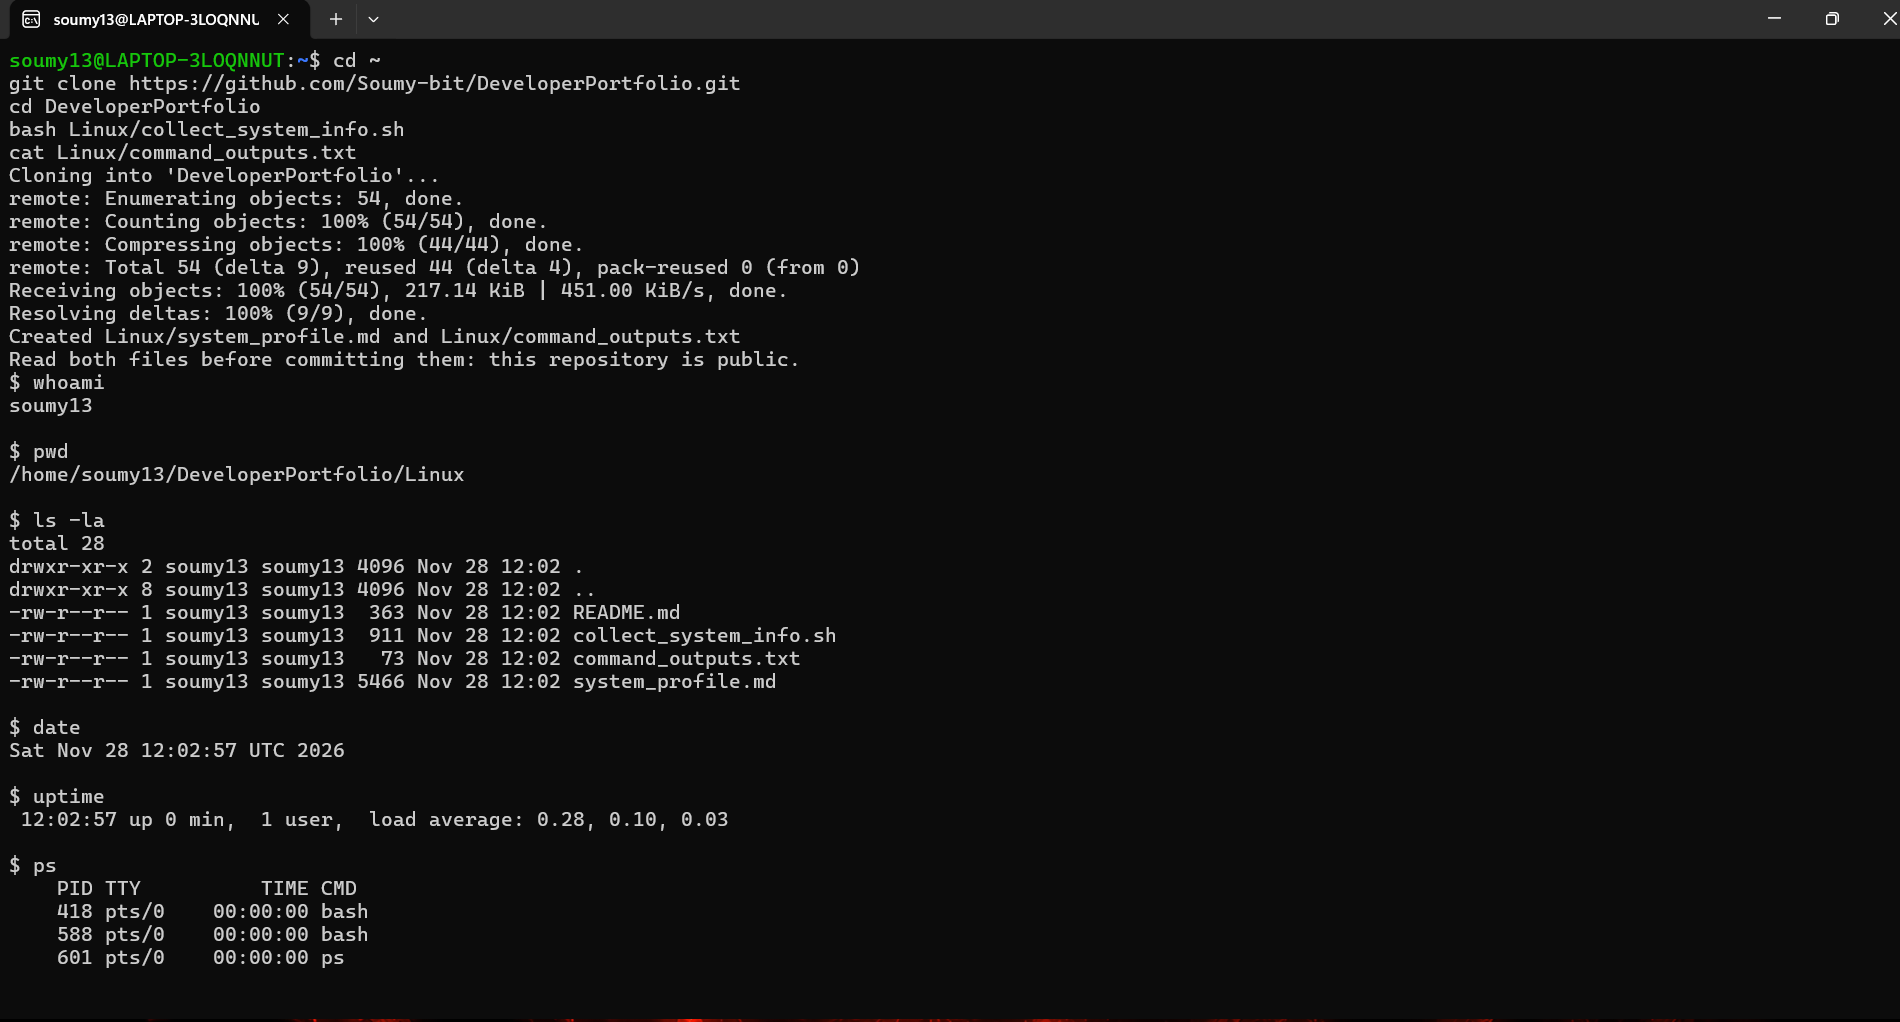 soumy13@LAPTOP-3LOQNNU
soumy13@LAPTOP-3LOQNNUT:~$ cd ~
git clone https://github.com/Soumy-bit/DeveloperPortfolio.git
cd DeveloperPortfolio
bash Linux/collect_system_info.sh
cat Linux/command_outputs.txt
Cloning into 'DeveloperPortfolio'...
remote: Enumerating objects: 54, done.
remote: Counting objects: 100% (54/54), done.
remote: Compressing objects: 100% (44/44), done.
remote: Total 54 (delta 9), reused 44 (delta 4), pack-reused 0 (from 0)
Receiving objects: 100% (54/54), 217.14 KiB | 451.00 KiB/s, done.
Resolving deltas: 100% (9/9), done.
Created Linux/system_profile.md and Linux/command_outputs.txt
Read both files before committing them: this repository is public.
$ whoami
soumy13

$ pwd
/home/soumy13/DeveloperPortfolio/Linux

$ ls -la
total 28
drwxr-xr-x 2 soumy13 soumy13 4096 Nov 28 12:02 .
drwxr-xr-x 8 soumy13 soumy13 4096 Nov 28 12:02 ..
-rw-r--r-- 1 soumy13 soumy13  363 Nov 28 12:02 README.md
-rw-r--r-- 1 soumy13 soumy13  911 Nov 28 12:02 collect_system_info.sh
-rw-r--r-- 1 soumy13 soumy13   73 Nov 28 12:02 command_outputs.txt
-rw-r--r-- 1 soumy13 soumy13 5466 Nov 28 12:02 system_profile.md

$ date
Sat Nov 28 12:02:57 UTC 2026

$ uptime
 12:02:57 up 0 min,  1 user,  load average: 0.28, 0.10, 0.03

$ ps
    PID TTY          TIME CMD
    418 pts/0    00:00:00 bash
    588 pts/0    00:00:00 bash
    601 pts/0    00:00:00 ps